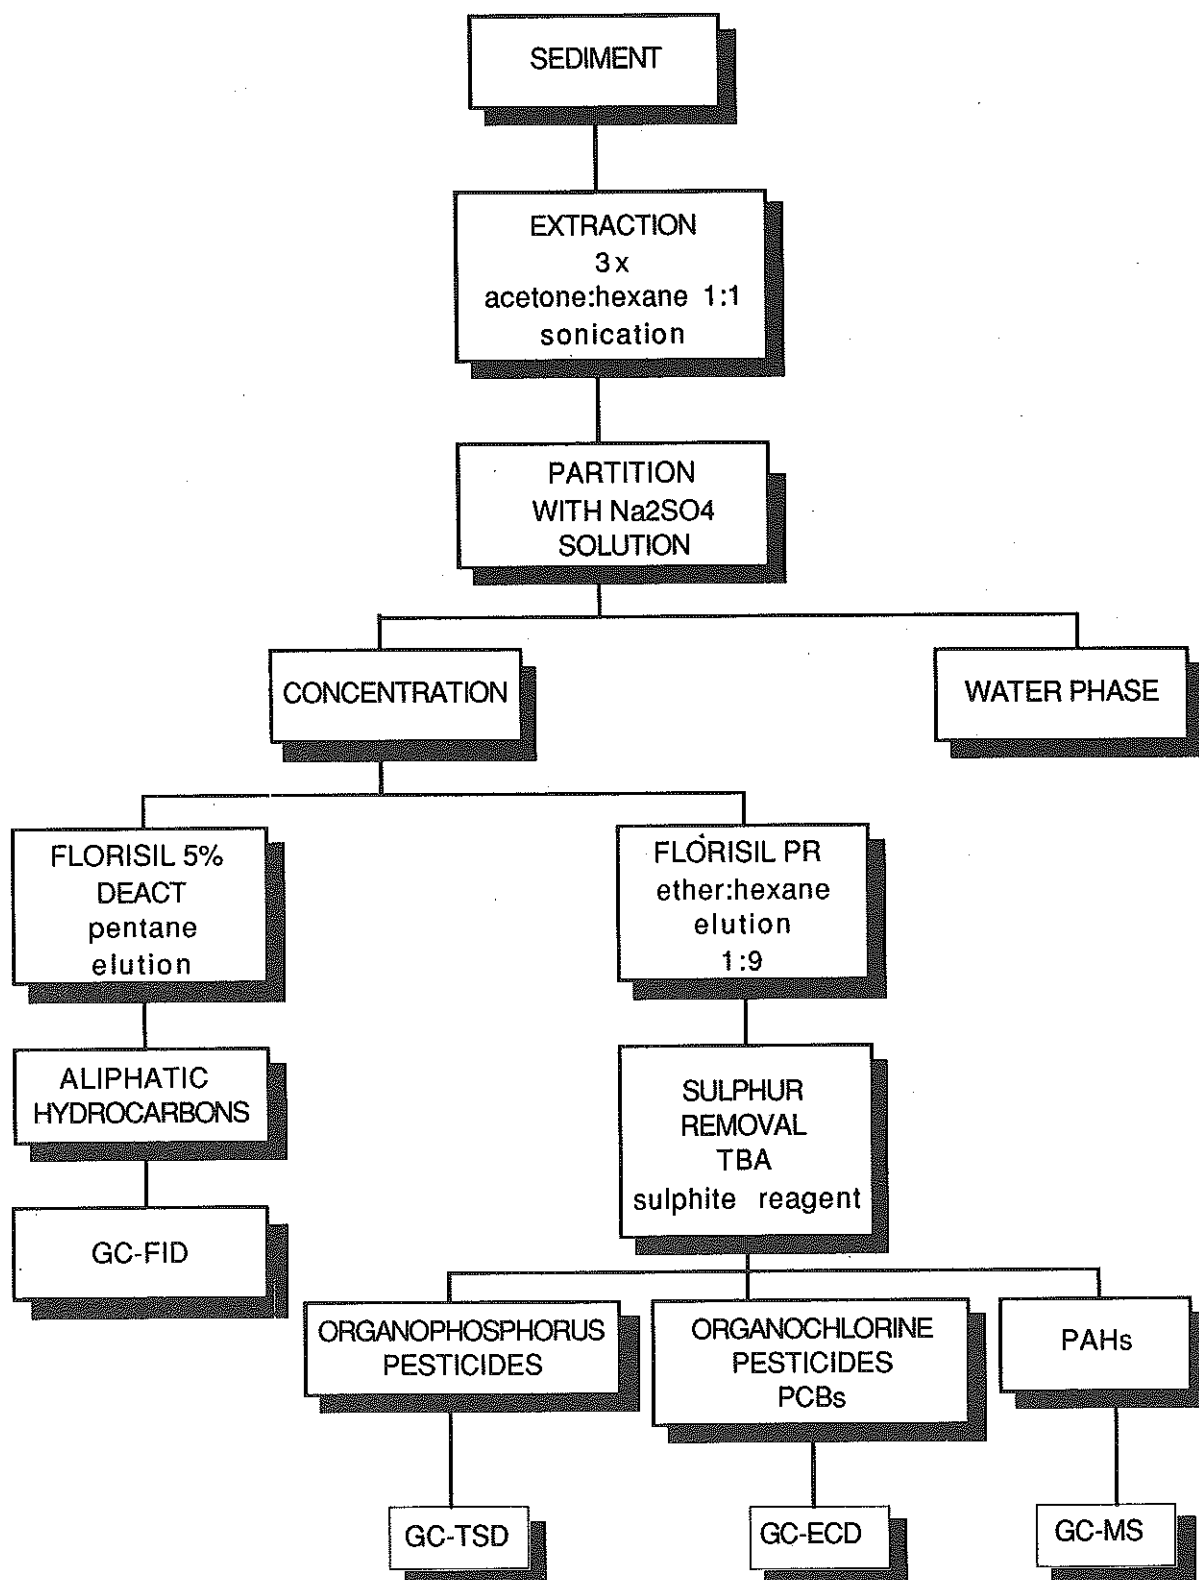 SEDIMENT
EXTRACTION
3x
acetone:hexane 1:1
sonication
PARTITION
WITH Na2SO4
SOLUTION
CONCENTRATION
WATER PHASE
FLORISIL 5%
DEACT
pentane
elution
FLORISIL PR
ether:hexane
elution
1:9
ALIPHATIC
HYDROCARBONS
SULPHUR
REMOVAL
TBA
sulphite reagent
GC-FID
ORGANOPHOSPHORUS
PESTICIDES
ORGANOCHLORINE
PESTICIDES
PCBs
PAHs
GC-TSD
GC-ECD
GC-MS